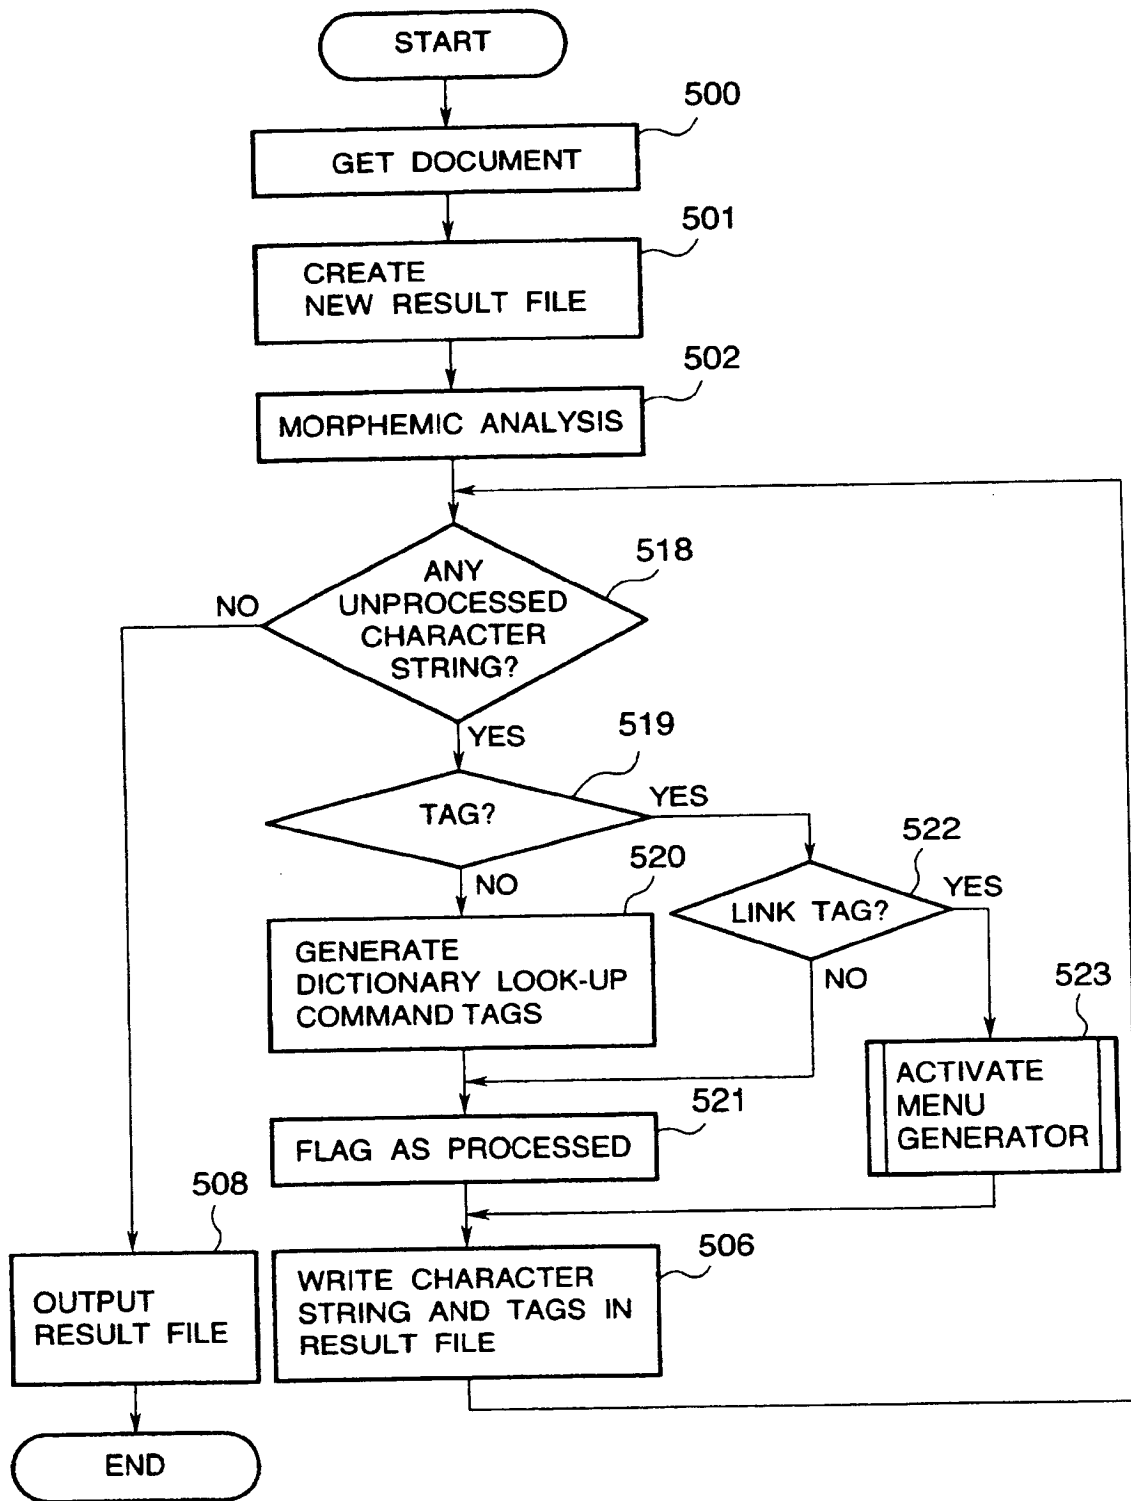 START
500
GET DOCUMENT
501
CREATE
NEW RESULT FILE
502
MORPHEMIC ANALYSIS
518
ANY
UNPROCESSED
CHARACTER
STRING?
NO
YES
519
TAG?
YES
NO
522
LINK TAG?
YES
NO
520
GENERATE
DICTIONARY LOOK-UP
COMMAND TAGS
523
ACTIVATE
MENU
GENERATOR
521
FLAG AS PROCESSED
506
WRITE CHARACTER
STRING AND TAGS IN
RESULT FILE
508
OUTPUT
RESULT FILE
END